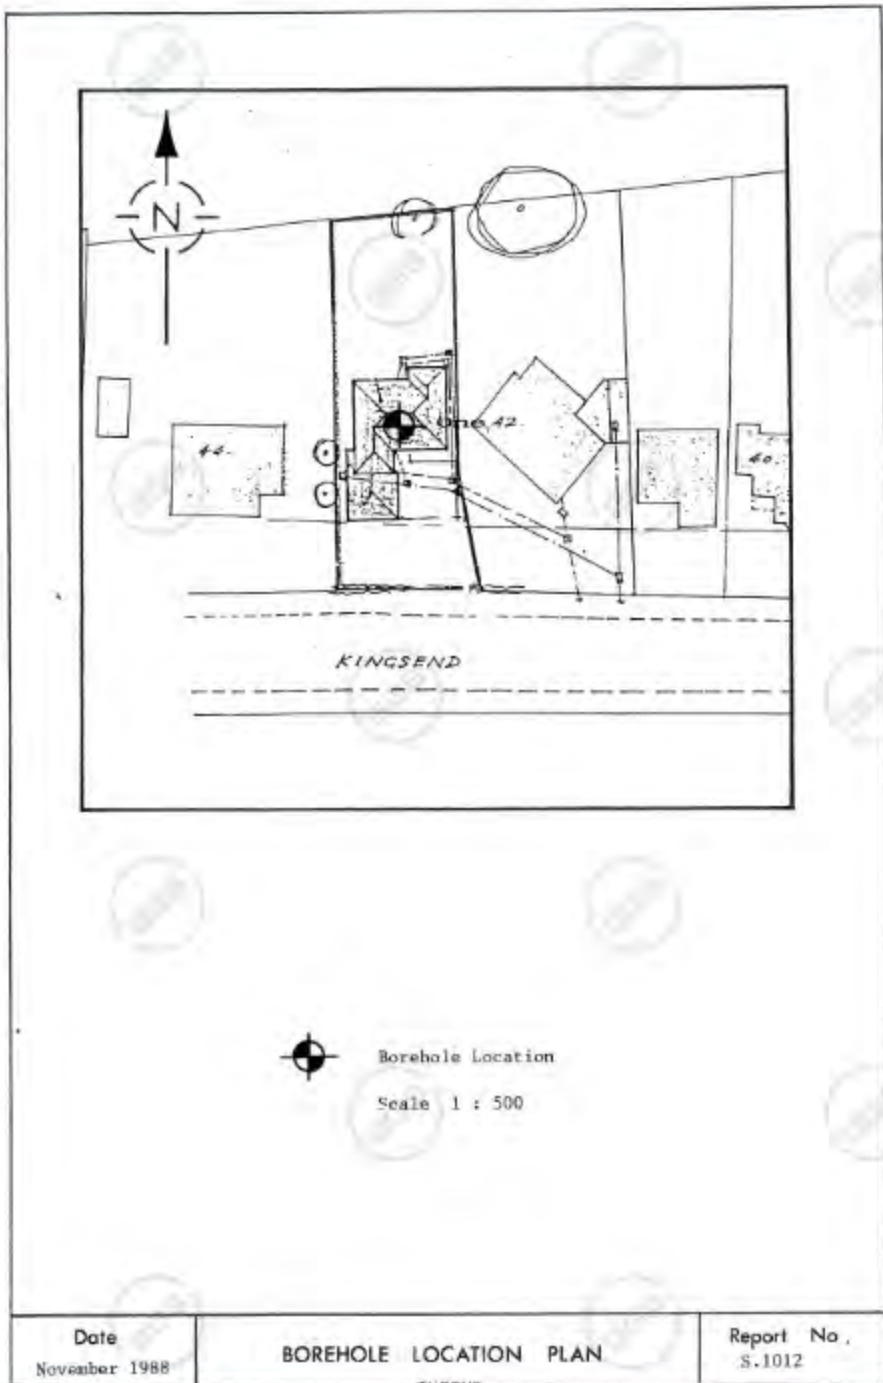 N
44
One
42
40
KINGSEND
Borehole Location
Scale 1 : 500
Date
November 1988
BOREHOLE LOCATION PLAN
Report No.
S.1012